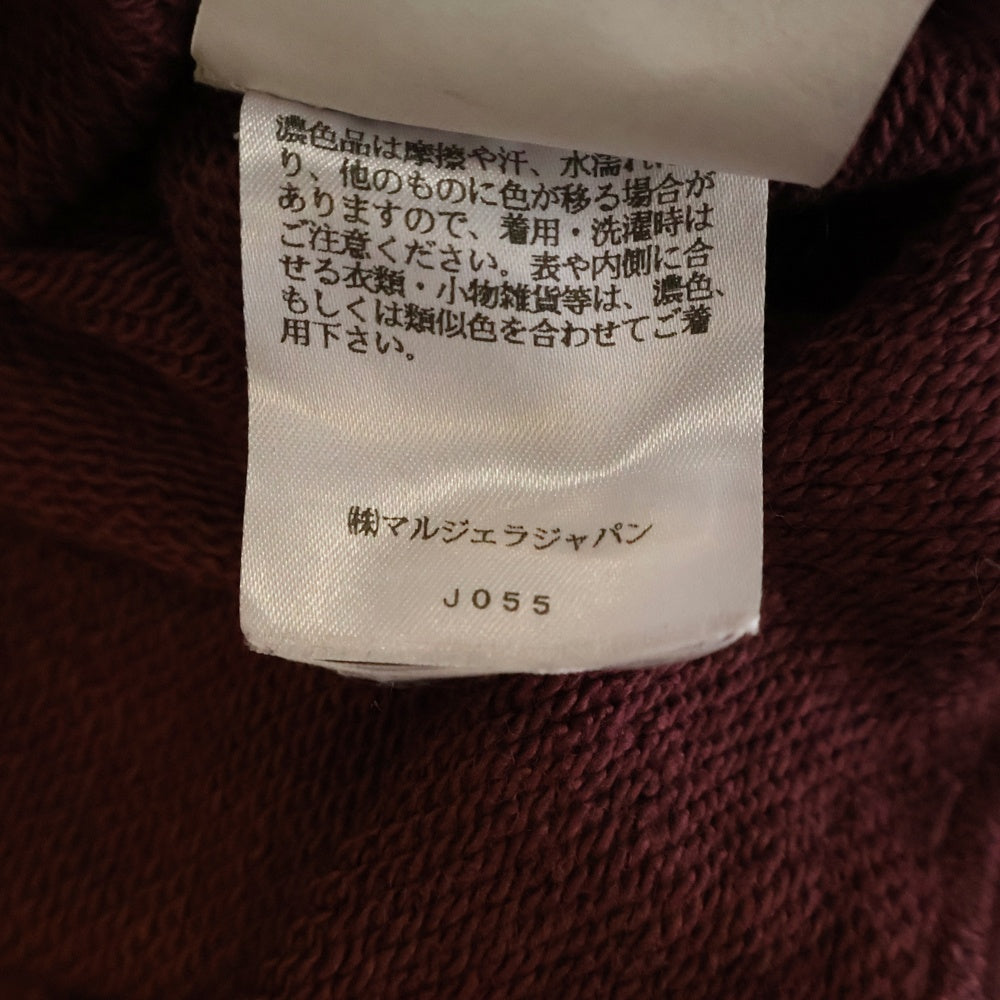 濃色品は摩擦や汗、水濡れ
り、他のものに色が移る場合が
ありますので、着用・洗濯時は
ご注意ください。表や内側に合
せる衣類・小物雑貨等は、濃色、
もしくは類似色を合わせてご着
用下さい。
㈱マルジェラジャパン
J055